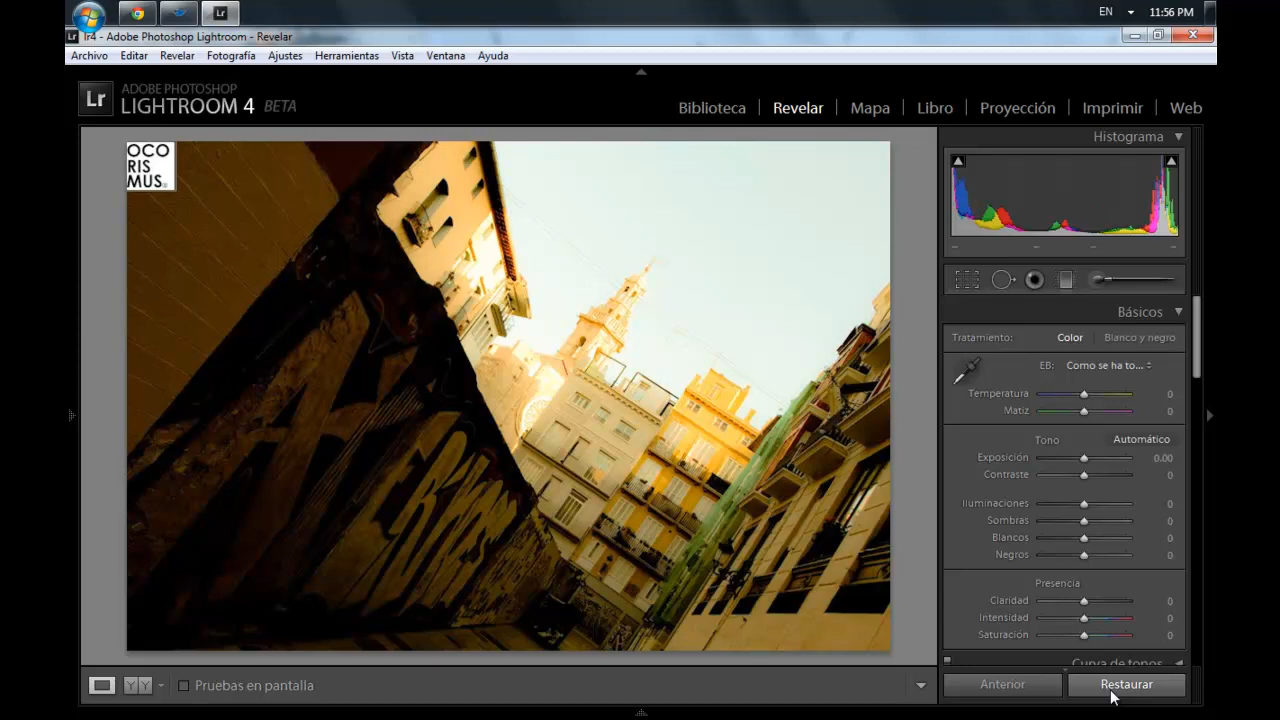 EN
11:56 PM
lr4 - Adobe Photoshop Lightroom - Revelar
Archivo Editar Revelar Fotografía Ajustes Herramientas Vista Ventana Ayuda
Lr
ADOBE PHOTOSHOP
LIGHTROOM 4 BETA
Biblioteca | Revelar | Mapa | Libro | Proyección | Imprimir | Web
OCO
RIS
MUS
Histograma
Básicos
Tratamiento: Color Blanco y negro
EB: Como se ha to...
Temperatura 0
Matiz 0
Tono Automático
Exposición 0.00
Contraste 0
Iluminaciones 0
Sombras 0
Blancos 0
Negros 0
Presencia
Claridad 0
Intensidad 0
Saturación 0
Curva de tonos
Pruebas en pantalla
Anterior
Restaurar